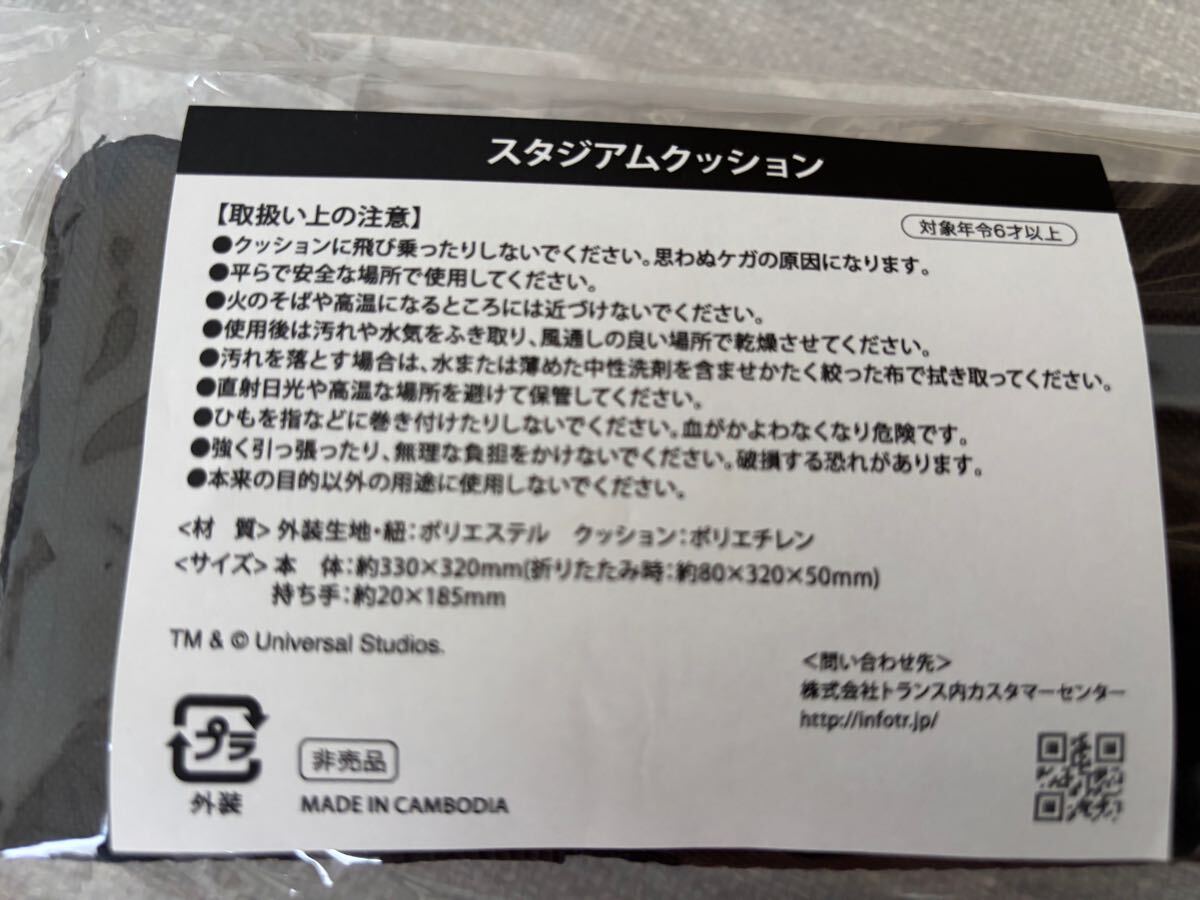 スタジアムクッション
【取扱い上の注意】
対象年令6才以上
●クッションに飛び乗ったりしないでください。思わぬケガの原因になります。
●平らで安全な場所で使用してください。
●火のそばや高温になるところには近づけないでください。
●使用後は汚れや水気をふき取り、風通しの良い場所で乾燥させてください。
●汚れを落とす場合は、水または薄めた中性洗剤を含ませかたく絞った布で拭き取ってください。
●直射日光や高温な場所を避けて保管してください。
●ひもを指などに巻き付けたりしないでください。血がかよわなくなり危険です。
●強く引っ張ったり、無理な負担をかけないでください。破損する恐れがあります。
●本来の目的以外の用途に使用しないでください。
<材　質> 外装生地・紐：ポリエステル　クッション：ポリエチレン
<サイズ> 本　体：約330×320mm(折りたたみ時：約80×320×50mm)
持ち手：約20×185mm
TM & © Universal Studios.
<問い合わせ先>
株式会社トランス内カスタマーセンター
http://infotr.jp/
プラ
外装
非売品
MADE IN CAMBODIA